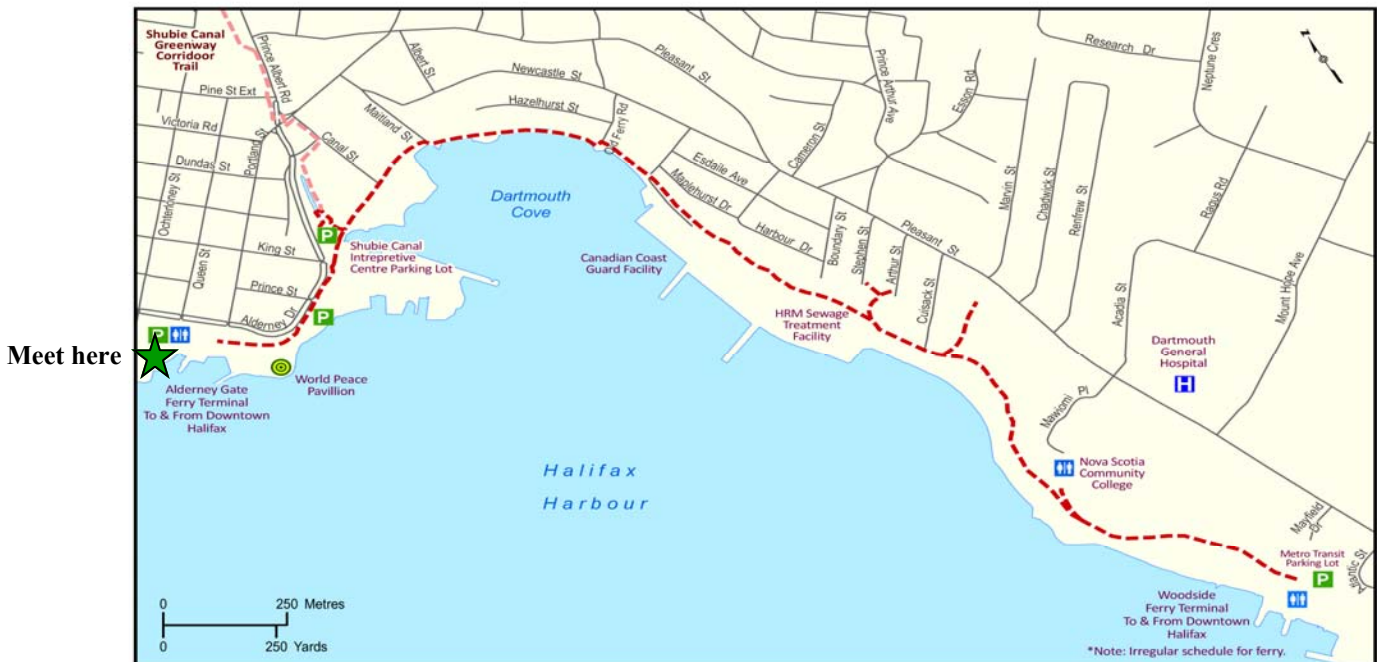 Meet here
Shubie Canal
Greenway
Corridoor
Trail
Prince Albert Rd
Pine St Ext
Victoria Rd
Dundas St
Portland St
Ochterloney St
Queen St
King St
Prince St
Alderney Dr
Canal St
Maitland St
Albert St
Newcastle St
Hazelhurst St
Old Ferry Rd
Pleasant St
Prince Arthur Ave
Cameron St
Esson Rd
Research Dr
Neptune Cres
Marvin St
Chadwick St
Renfrew St
Ragus Rd
Mount Hope Ave
Acadia St
Esdaile Ave
Maplehurst Dr
Harbour Dr
Boundary St
Stephen St
Arthur St
Cuisack St
Pleasant St
Mawiomi Pl
Mayfield Dr
Atlantic St
Dartmouth
Cove
P
Shubie Canal
Intrepretive
Centre Parking Lot
P
P
World Peace
Pavillion
Alderney Gate
Ferry Terminal
To & From Downtown
Halifax
Canadian Coast
Guard Facility
HRM Sewage
Treatment
Facility
Dartmouth
General
Hospital
H
Nova Scotia
Community
College
Metro Transit
Parking Lot
P
Halifax
Harbour
Woodside
Ferry Terminal
To & From Downtown
Halifax
*Note: Irregular schedule for ferry.
0 250 Metres
0 250 Yards